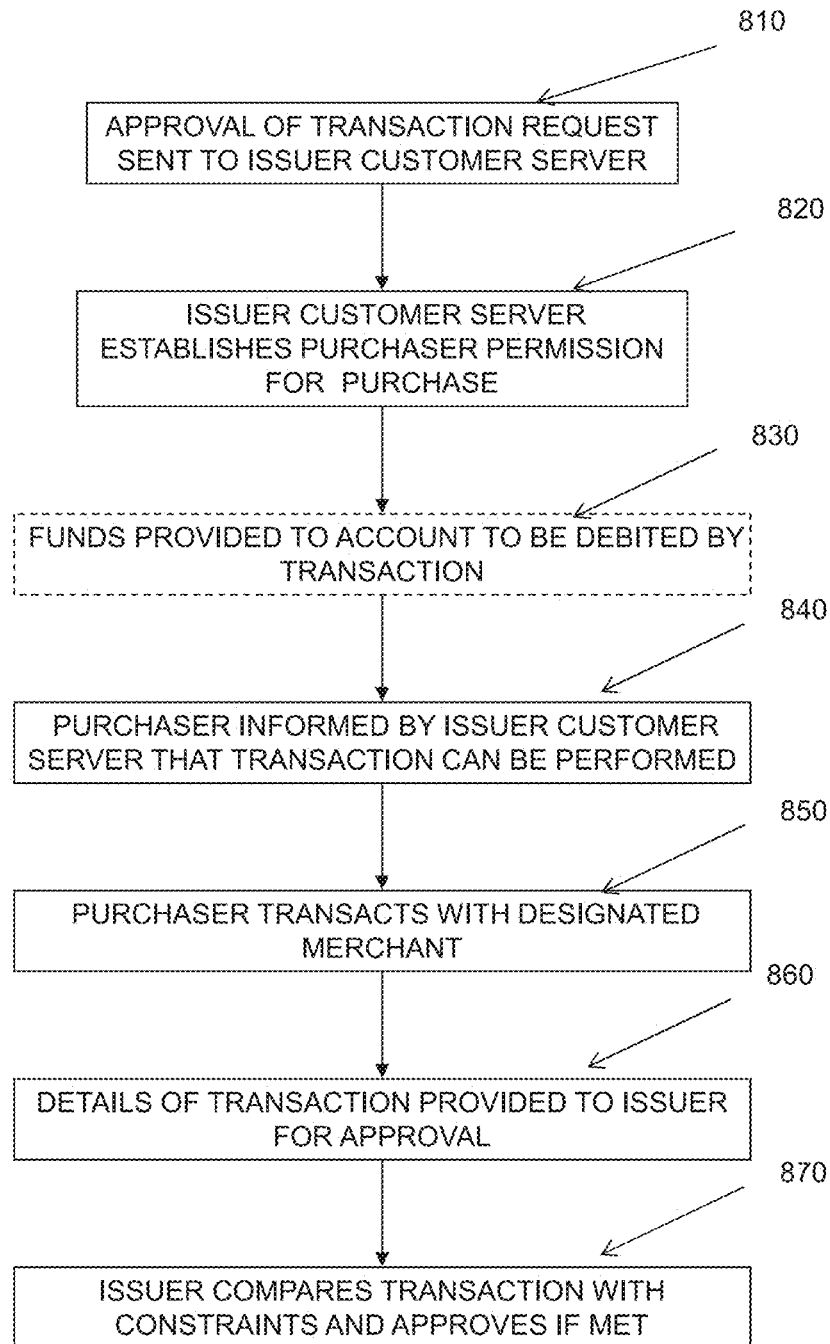 810
APPROVAL OF TRANSACTION REQUEST
SENT TO ISSUER CUSTOMER SERVER
820
ISSUER CUSTOMER SERVER
ESTABLISHES PURCHASER PERMISSION
FOR PURCHASE
830
FUNDS PROVIDED TO ACCOUNT TO BE DEBITED BY
TRANSACTION
840
PURCHASER INFORMED BY ISSUER CUSTOMER
SERVER THAT TRANSACTION CAN BE PERFORMED
850
PURCHASER TRANSACTS WITH DESIGNATED
MERCHANT
860
DETAILS OF TRANSACTION PROVIDED TO ISSUER
FOR APPROVAL
870
ISSUER COMPARES TRANSACTION WITH
CONSTRAINTS AND APPROVES IF MET